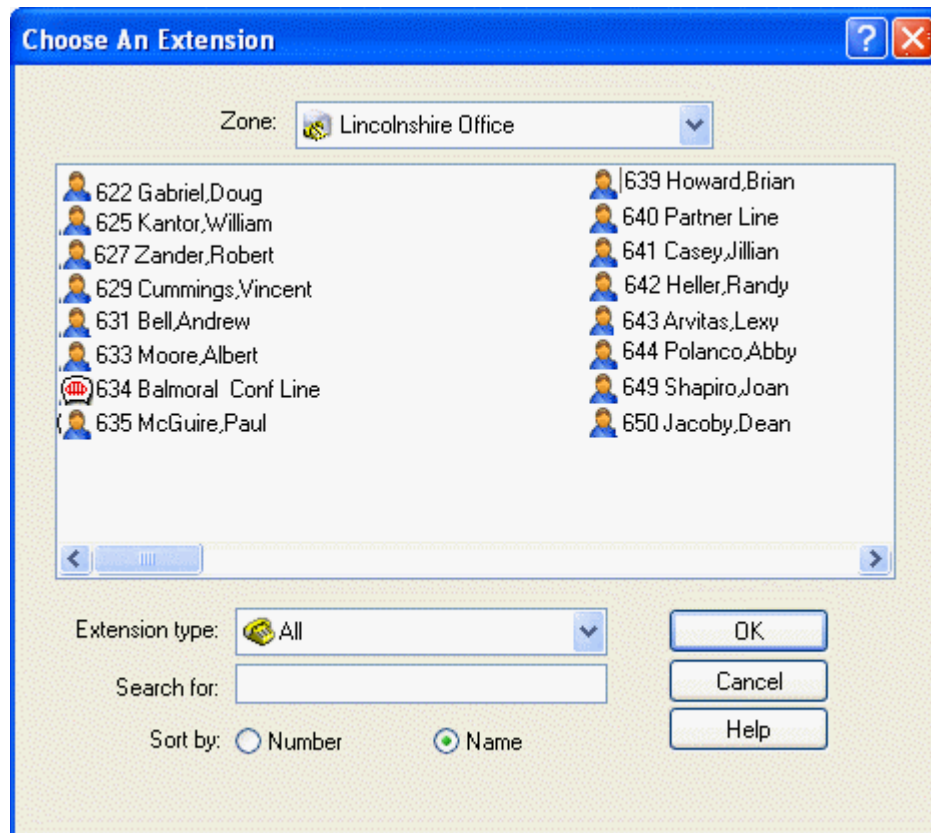 Choose An Extension
Zone: Lincolnshire Office
622 Gabriel,Doug
625 Kantor,William
627 Zander,Robert
629 Cummings,Vincent
631 Bell,Andrew
633 Moore,Albert
634 Balmoral Conf Line
635 McGuire,Paul
639 Howard,Brian
640 Partner Line
641 Casey,Jillian
642 Heller,Randy
643 Arvitas,Lexy
644 Polanco,Abby
649 Shapiro,Joan
650 Jacoby,Dean
Extension type: All
OK
Search for:
Cancel
Sort by: Number Name
Help